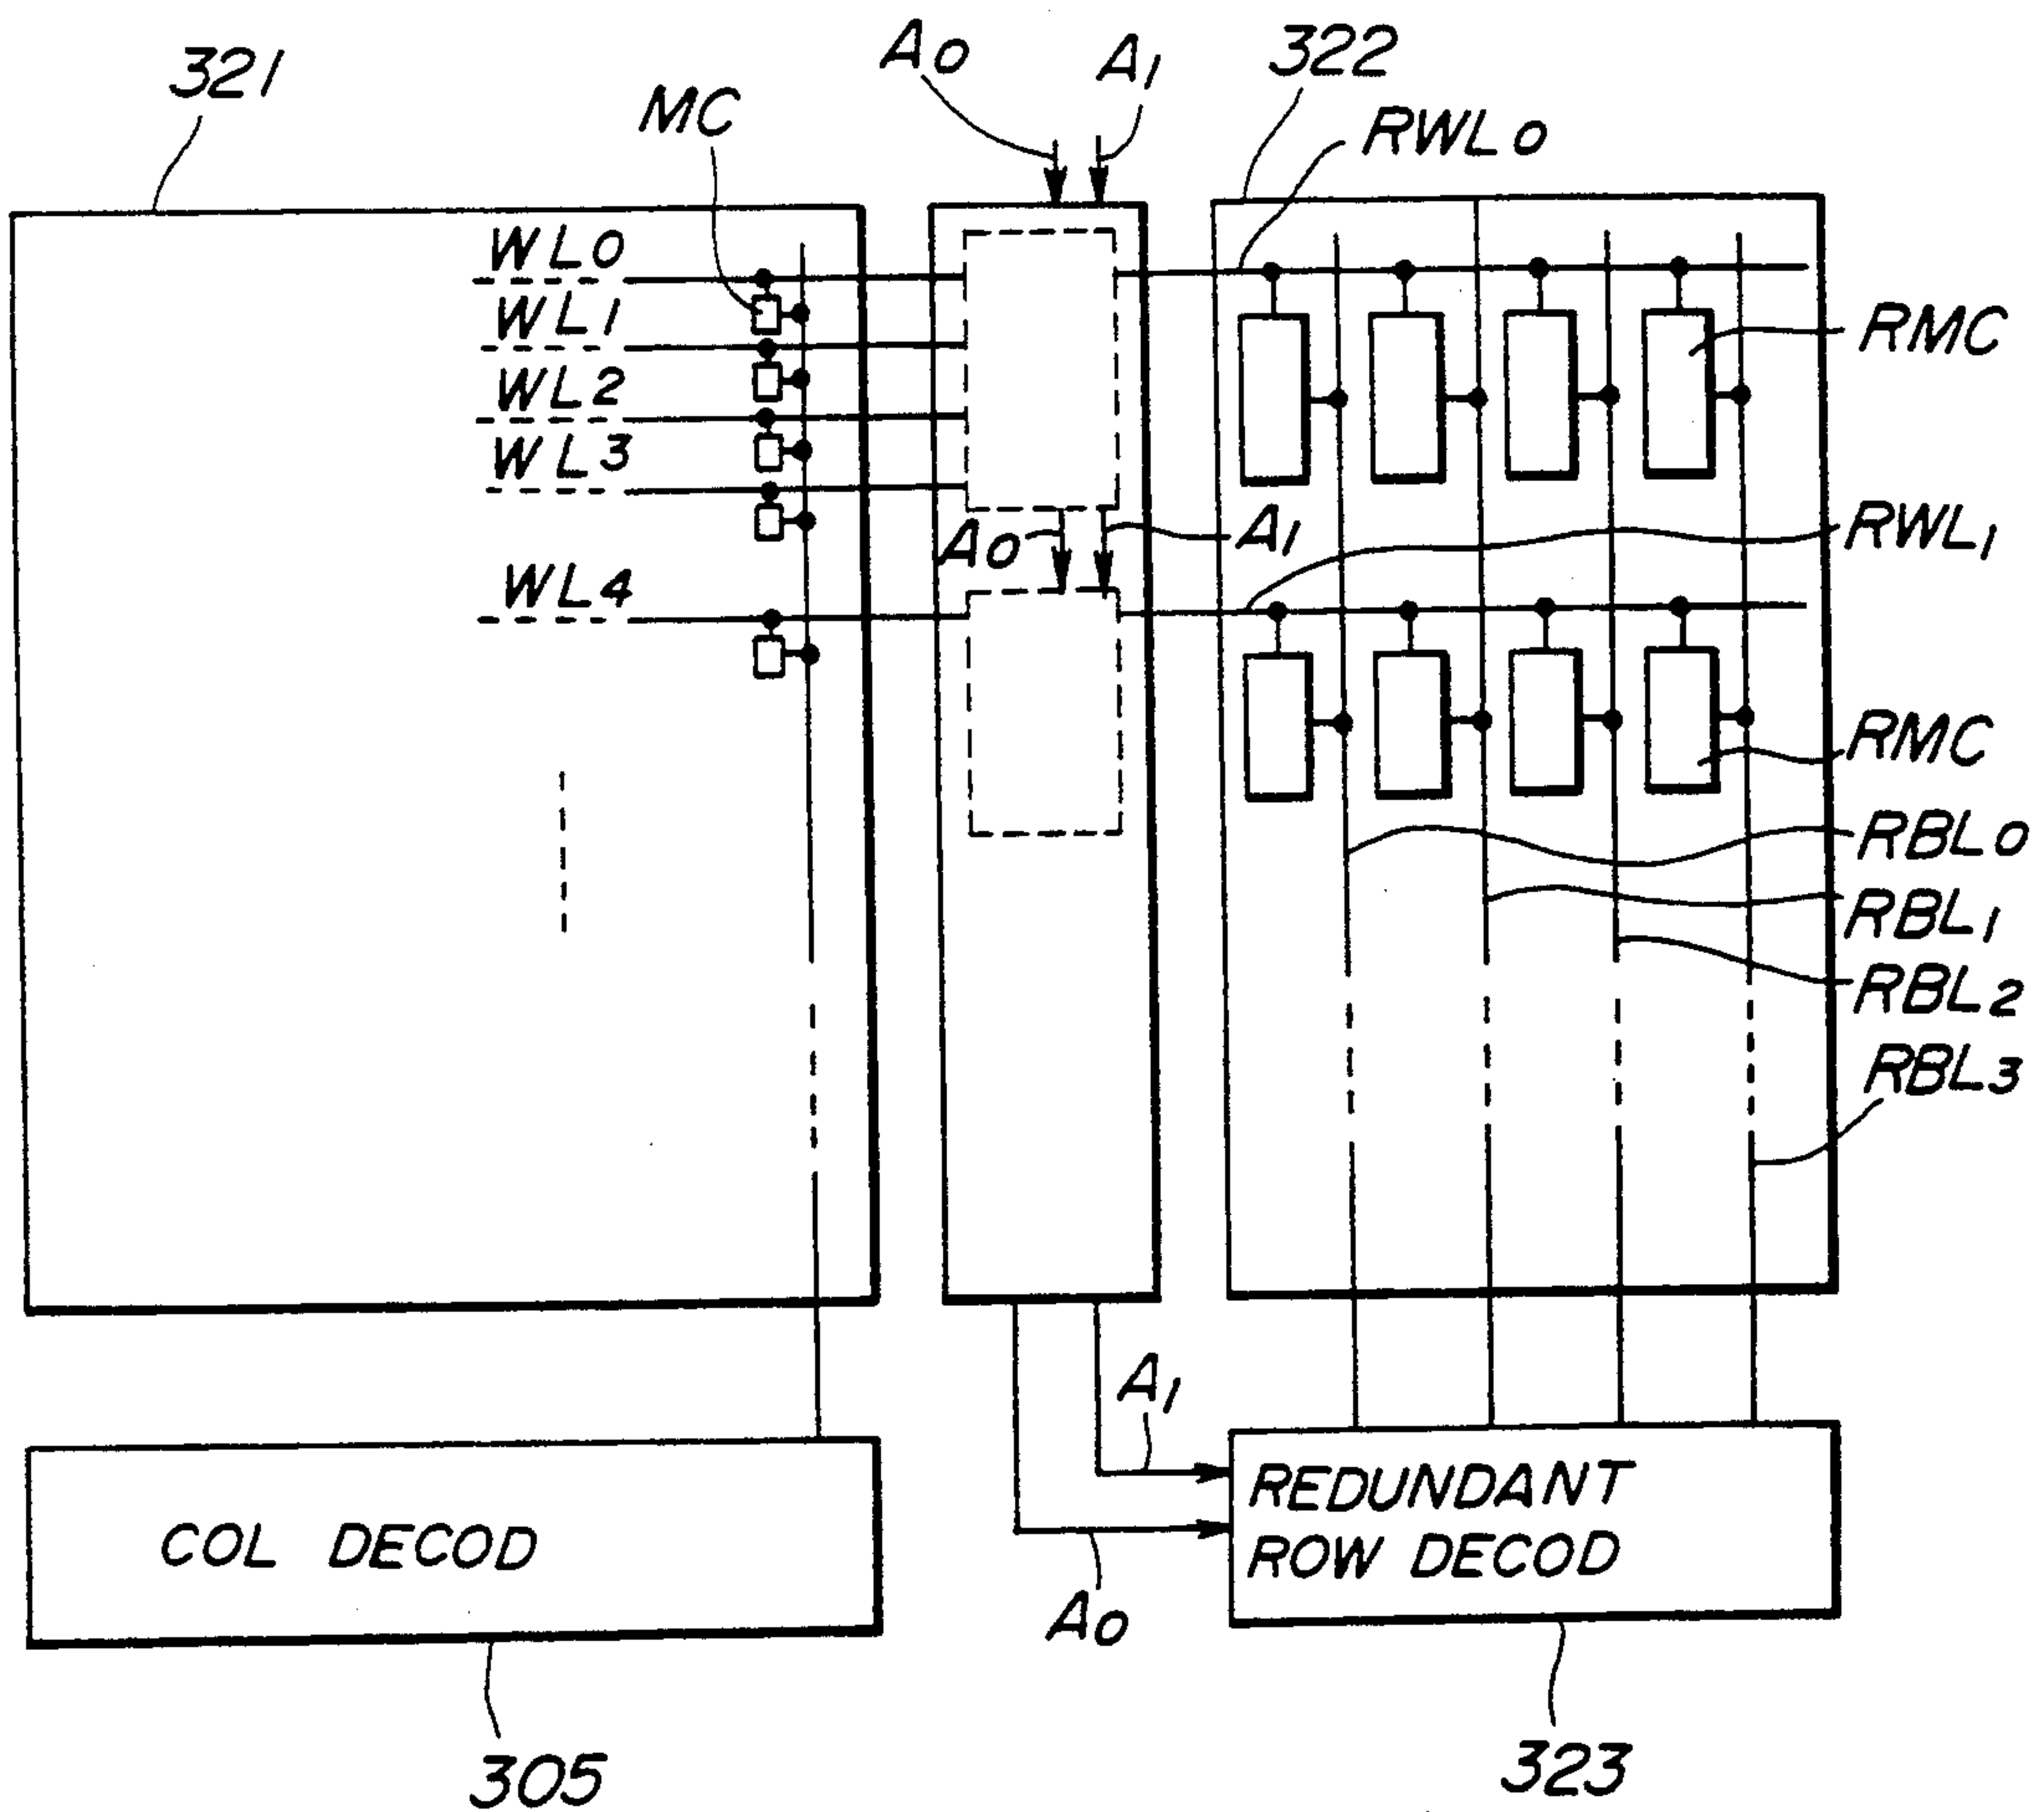 321
MC
A0
A1
322
RWL0
WL0
WL1
WL2
WL3
WL4
RMC
A0
A1
RWL1
RMC
RBL0
RBL1
RBL2
RBL3
A1
A0
COL DECOD
REDUNDANT
ROW DECOD
305
323